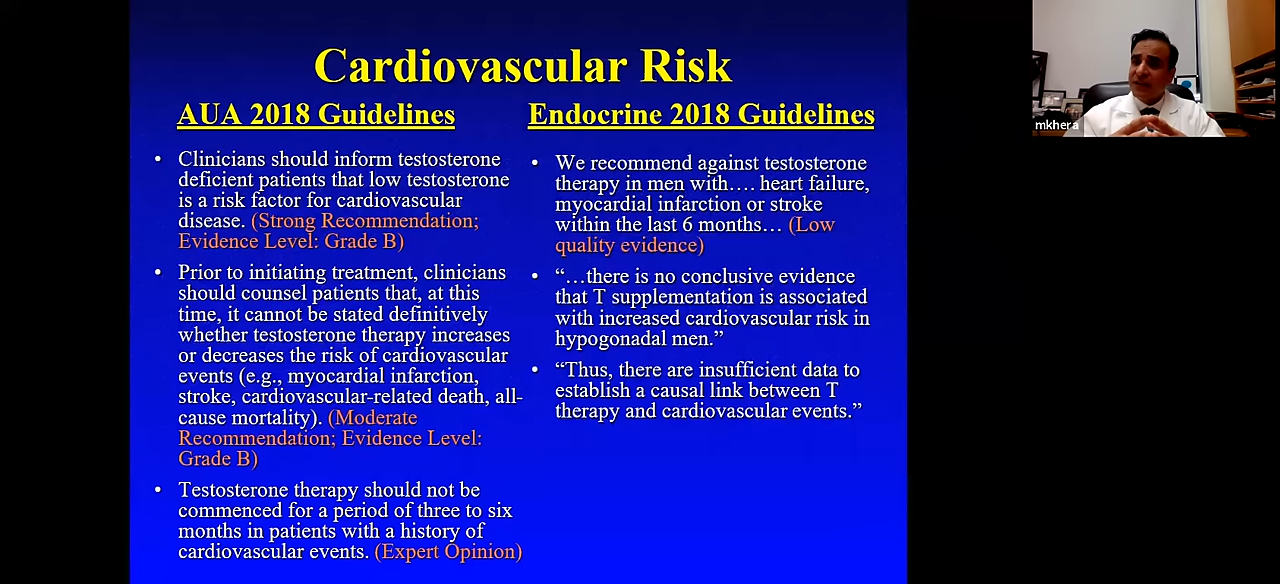 Cardiovascular Risk
AUA 2018 Guidelines
• Clinicians should inform testosterone
deficient patients that low testosterone
is a risk factor for cardiovascular
disease. (Strong Recommendation;
Evidence Level: Grade B)
• Prior to initiating treatment, clinicians
should counsel patients that, at this
time, it cannot be stated definitively
whether testosterone therapy increases
or decreases the risk of cardiovascular
events (e.g., myocardial infarction,
stroke, cardiovascular-related death, all-
cause mortality). (Moderate
Recommendation; Evidence Level:
Grade B)
• Testosterone therapy should not be
commenced for a period of three to six
months in patients with a history of
cardiovascular events. (Expert Opinion)
Endocrine 2018 Guidelines
• We recommend against testosterone
therapy in men with…. heart failure,
myocardial infarction or stroke
within the last 6 months… (Low
quality evidence)
• “…there is no conclusive evidence
that T supplementation is associated
with increased cardiovascular risk in
hypogonadal men.”
• “Thus, there are insufficient data to
establish a causal link between T
therapy and cardiovascular events.”
mkhera